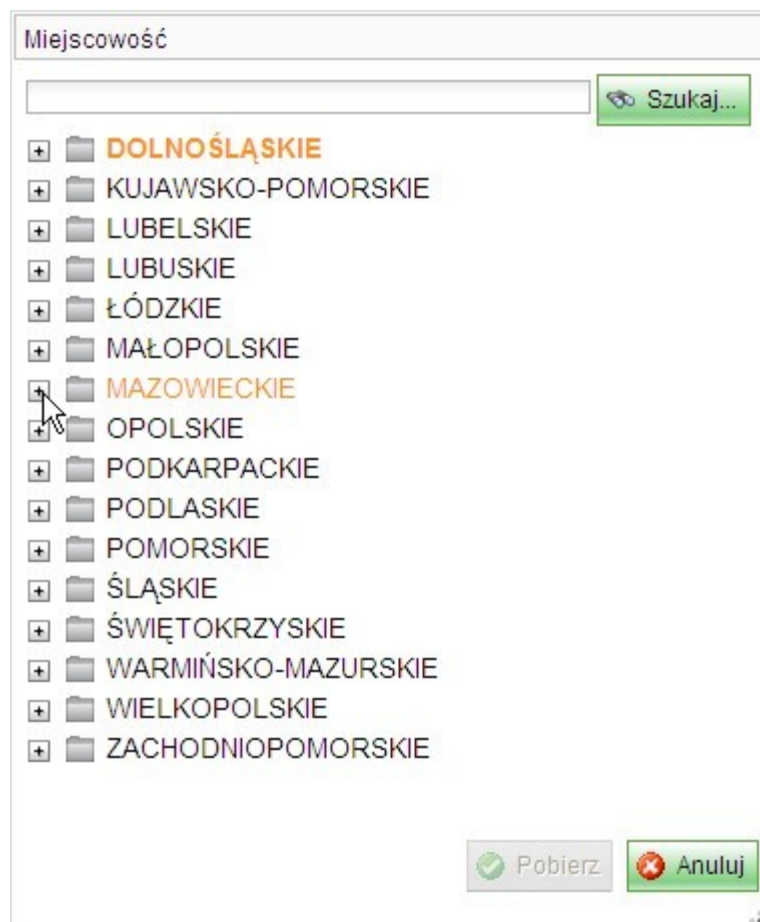 Miejscowość
Szukaj...
DOLNOŚLĄSKIE
KUJAWSKO-POMORSKIE
LUBELSKIE
LUBUSKIE
ŁÓDZKIE
MAŁOPOLSKIE
MAZOWIECKIE
OPOLSKIE
PODKARPACKIE
PODLASKIE
POMORSKIE
ŚLĄSKIE
ŚWIĘTOKRZYSKIE
WARMIŃSKO-MAZURSKIE
WIELKOPOLSKIE
ZACHODNIOPOMORSKIE
Pobierz Anuluj